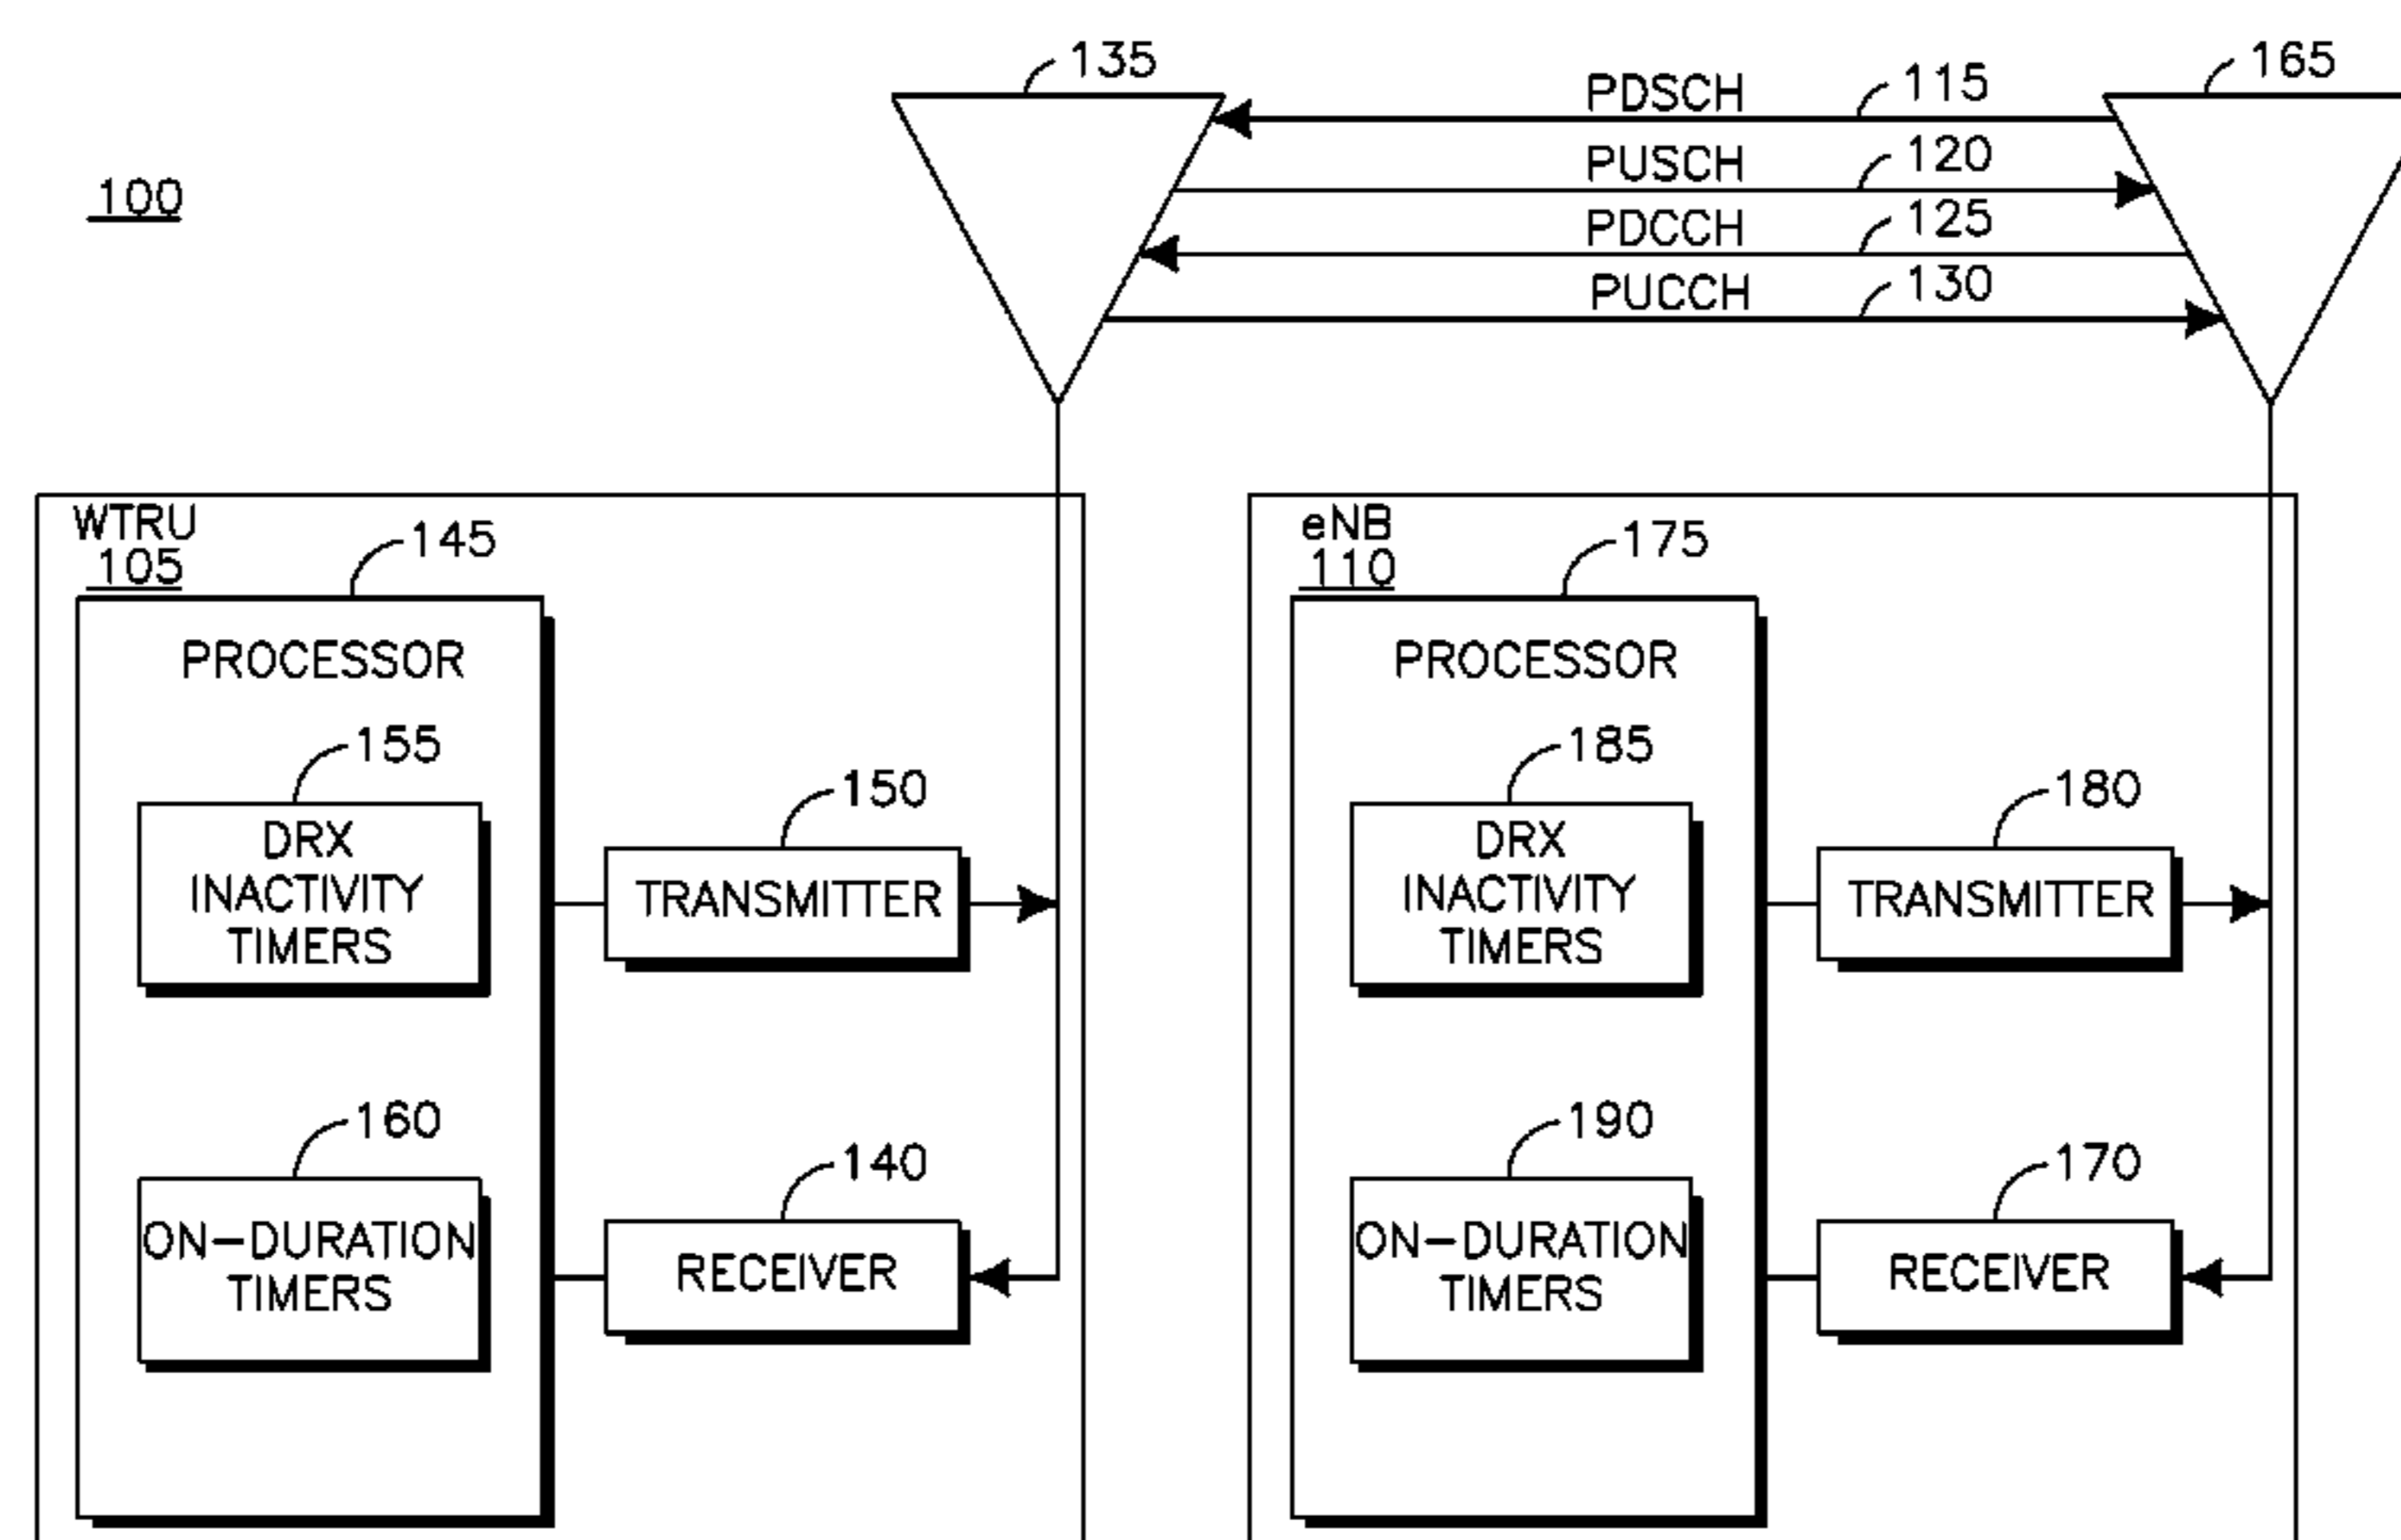 135
PDSCH 115
165
PUSCH 120
100
PDCCH 125
PUCCH 130
WTRU
105
145
PROCESSOR
155
DRX
INACTIVITY
TIMERS
150
TRANSMITTER
160
ON-DURATION
TIMERS
140
RECEIVER
eNB
110
175
PROCESSOR
185
DRX
INACTIVITY
TIMERS
180
TRANSMITTER
190
ON-DURATION
TIMERS
170
RECEIVER